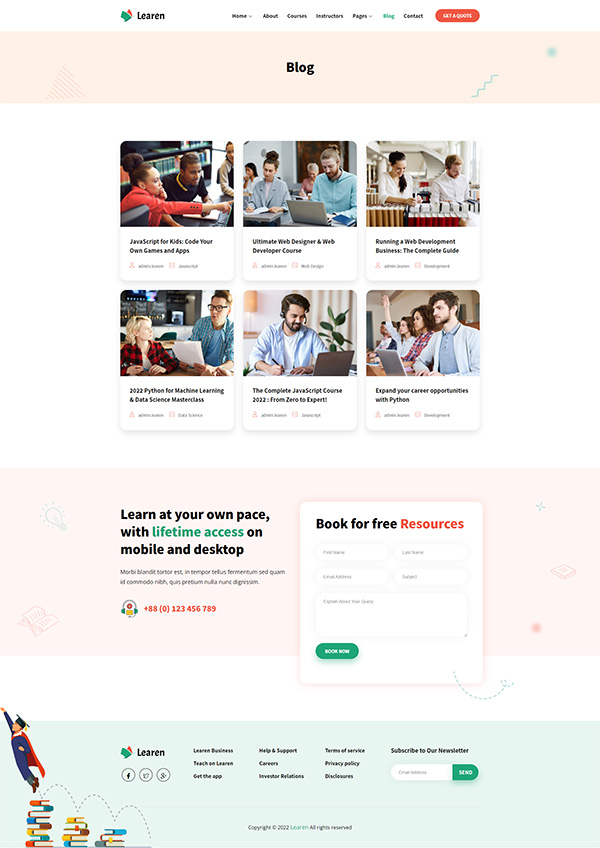 Learen
Home About Courses Instructors Pages Blog Contact GET A QUOTE
Blog
JavaScript for Kids: Code Your
Own Games and Apps
admin.learen Javascript
Ultimate Web Designer & Web
Developer Course
admin.learen Web Design
Running a Web Development
Business: The Complete Guide
admin.learen Development
2022 Python for Machine Learning
& Data Science Masterclass
admin.learen Data Science
The Complete JavaScript Course
2022 : From Zero to Expert!
admin.learen Javascript
Expand your career opportunities
with Python
admin.learen Development
Learn at your own pace,
with lifetime access on
mobile and desktop
Morbi blandit tortor est, in tempor tellus fermentum sed quam
id commodo nibh, quis pretium nulla nunc dignissim.
+88 (0) 123 456 789
Book for free Resources
First Name Last Name
Email Address Subject
Explain About Your Query
BOOK NOW
Learen
Learen Business
Teach on Learen
Get the app
Help & Support
Careers
Investor Relations
Terms of service
Privacy policy
Disclosures
Subscribe to Our Newsletter
Email Address SEND
Copyright © 2022 Learen All rights reserved